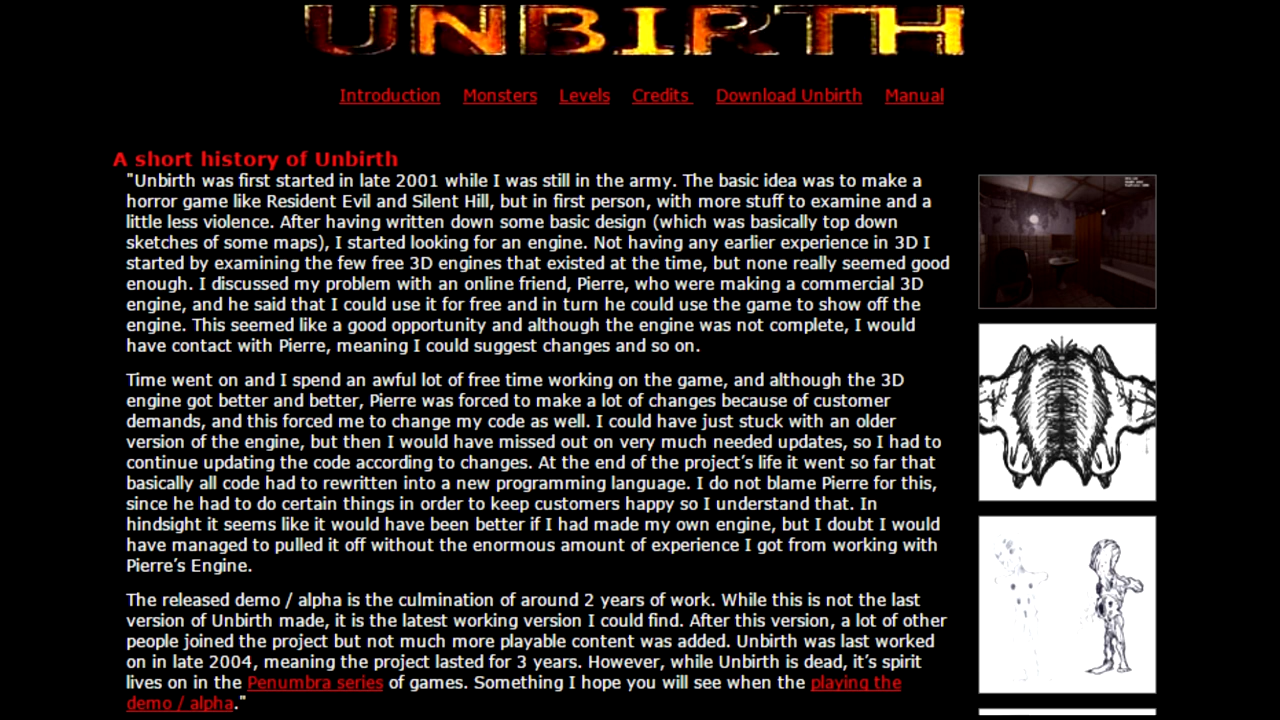 UNBIRTH
Introduction Monsters Levels Credits Download Unbirth Manual
A short history of Unbirth
"Unbirth was first started in late 2001 while I was still in the army. The basic idea was to make a
horror game like Resident Evil and Silent Hill, but in first person, with more stuff to examine and a
little less violence. After having written down some basic design (which was basically top down
sketches of some maps), I started looking for an engine. Not having any earlier experience in 3D I
started by examining the few free 3D engines that existed at the time, but none really seemed good
enough. I discussed my problem with an online friend, Pierre, who were making a commercial 3D
engine, and he said that I could use it for free and in turn he could use the game to show off the
engine. This seemed like a good opportunity and although the engine was not complete, I would
have contact with Pierre, meaning I could suggest changes and so on.
Time went on and I spend an awful lot of free time working on the game, and although the 3D
engine got better and better, Pierre was forced to make a lot of changes because of customer
demands, and this forced me to change my code as well. I could have just stuck with an older
version of the engine, but then I would have missed out on very much needed updates, so I had to
continue updating the code according to changes. At the end of the project's life it went so far that
basically all code had to rewritten into a new programming language. I do not blame Pierre for this,
since he had to do certain things in order to keep customers happy so I understand that. In
hindsight it seems like it would have been better if I had made my own engine, but I doubt I would
have managed to pulled it off without the enormous amount of experience I got from working with
Pierre's Engine.
The released demo / alpha is the culmination of around 2 years of work. While this is not the last
version of Unbirth made, it is the latest working version I could find. After this version, a lot of other
people joined the project but not much more playable content was added. Unbirth was last worked
on in late 2004, meaning the project lasted for 3 years. However, while Unbirth is dead, it's spirit
lives on in the Penumbra series of games. Something I hope you will see when the playing the
demo / alpha."